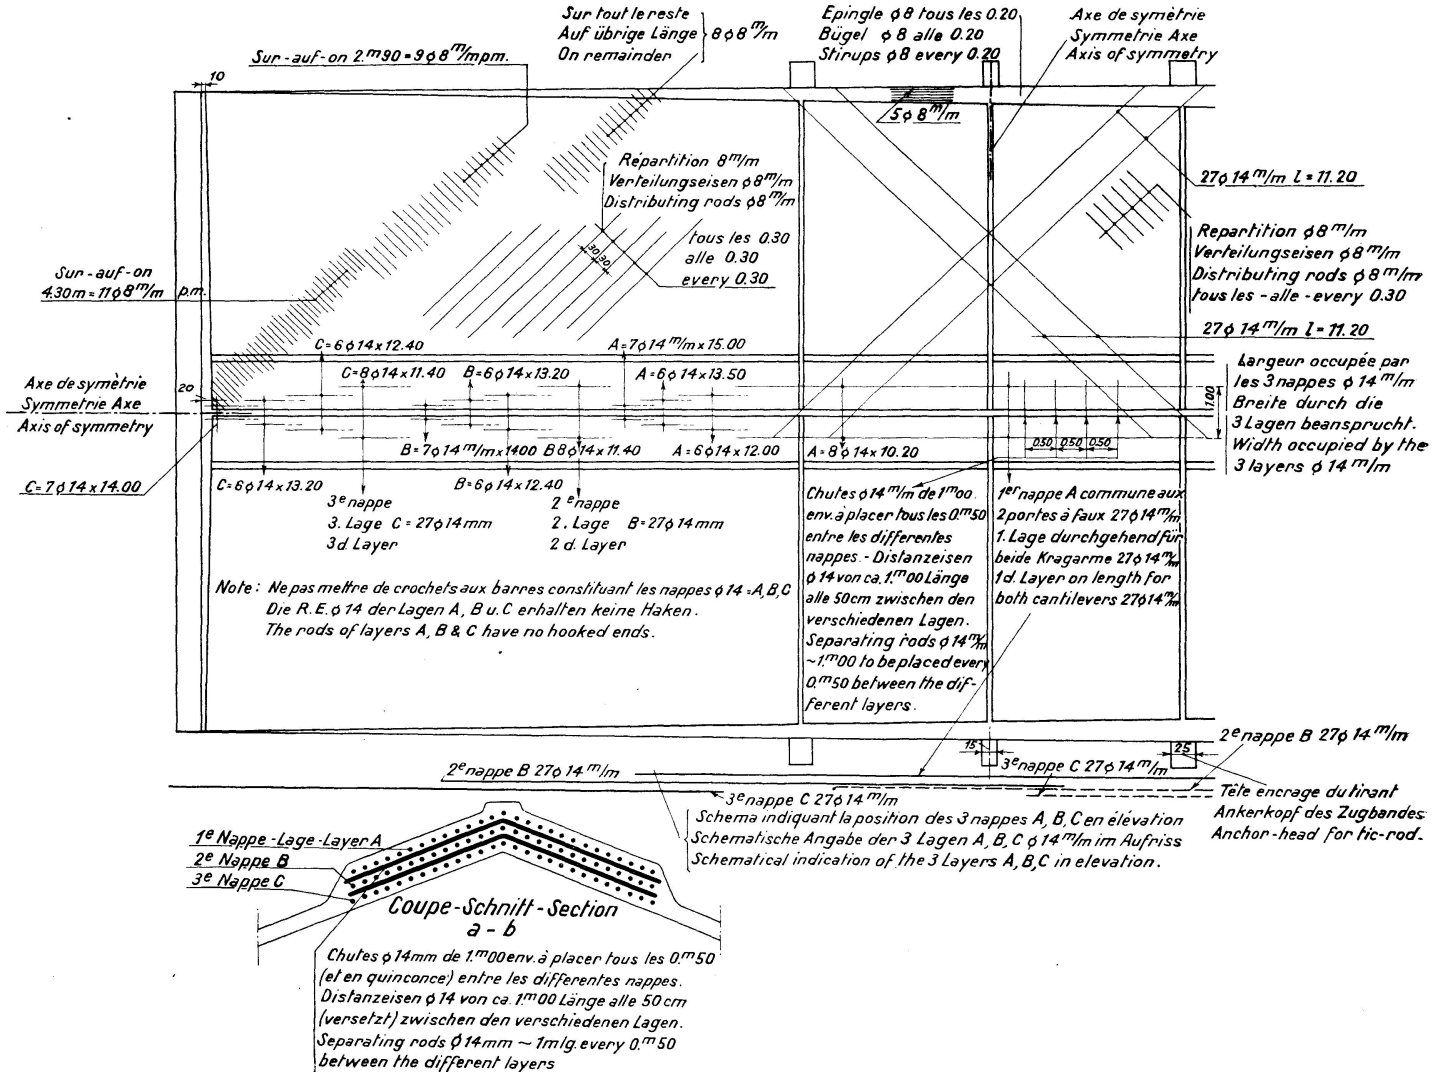 Sur tout le reste
Auf übrige Länge
On remainder
8 ϕ 8 m/m
Epingle ϕ 8 tous les 0.20
Bügel ϕ 8 alle 0.20
Stirups ϕ 8 every 0.20
Axe de symètrie
Symmetrie Axe
Axis of symmetry
Sur-auf-on 2.m90 = 9 ϕ 8 m/m p.m.
10
5 ϕ 8 m/m
Répartition 8 m/m
Verteilungseisen ϕ 8 m/m
Distributing rods ϕ 8 m/m
tous les 0.30
alle 0.30
every 0.30
30 30
27 ϕ 14 m/m l = 11.20
Repartition ϕ 8 m/m
Verteilungseisen ϕ 8 m/m
Distributing rods ϕ 8 m/m
tous les - alle - every 0.30
27 ϕ 14 m/m l = 11.20
Sur-auf-on
4.30m = 11 ϕ 8 m/m p.m.
C = 6 ϕ 14 x 12.40
A = 7 ϕ 14 m/m x 15.00
C = 8 ϕ 14 x 11.40
B = 6 ϕ 14 x 13.20
A = 6 ϕ 14 x 13.50
Axe de symètrie
Symmetrie Axe
Axis of symmetry
20
1.00
0.50 0.50 0.50
Largeur occupée par
les 3 nappes ϕ 14 m/m
Breite durch die
3 Lagen beansprucht.
Width occupied by the
3 layers ϕ 14 m/m
B = 7 ϕ 14 m/m x 14.00
B 8 ϕ 14 x 11.40
A = 6 ϕ 14 x 12.00
A = 8 ϕ 14 x 10.20
C = 7 ϕ 14 x 14.00
C = 6 ϕ 14 x 13.20
B = 6 ϕ 14 x 12.40
3e nappe
3. Lage C = 27 ϕ 14 mm
3d. Layer
2e nappe
2. Lage B = 27 ϕ 14 mm
2d. Layer
Note: Ne pas mettre de crochets aux barres constituant les nappes ϕ 14 = A, B, C
Die R.E. ϕ 14 der Lagen A, B u. C erhalten keine Haken.
The rods of layers A, B & C have no hooked ends.
Chutes ϕ 14 m/m de 1m00
env. à placer tous les 0.m50
entre les differentes
nappes. - Distanzeisen
ϕ 14 von ca. 1.m00 Länge
alle 50 cm zwischen den
verschiedenen Lagen.
Separating rods ϕ 14 m/m
~ 1.m00 to be placed every
0.m50 between the dif-
ferent layers.
1er nappe A commune aux
2 portes à faux 27 ϕ 14 m/m
1. Lage durchgehend für
beide Kragarme 27 ϕ 14 m/m
1d. Layer on length for
both cantilevers 27 ϕ 14 m/m
15
25
2e nappe B 27 ϕ 14 m/m
3e nappe C 27 ϕ 14 m/m
2e nappe B 27 ϕ 14 m/m
3e nappe C 27 ϕ 14 m/m
Tête encrage du tirant
Ankerkopf des Zugbandes
Anchor-head for tic-rod.
Schema indiquant la position des 3 nappes A, B, C en élévation
Schematische Angabe der 3 Lagen A, B, C ϕ 14 m/m im Aufriss
Schematical indication of the 3 Layers A, B, C in elevation.
1e Nappe-Lage-Layer A
2e Nappe B
3e Nappe C
Coupe-Schnitt-Section
a - b
Chutes ϕ 14mm de 1.m00 env. à placer tous les 0.m50
(et en quinconce) entre les differentes nappes.
Distanzeisen ϕ 14 von ca. 1.m00 Länge alle 50 cm
(versetzt) zwischen den verschiedenen Lagen.
Separating rods ϕ 14 mm ~ 1m lg. every 0.m50
between the different layers